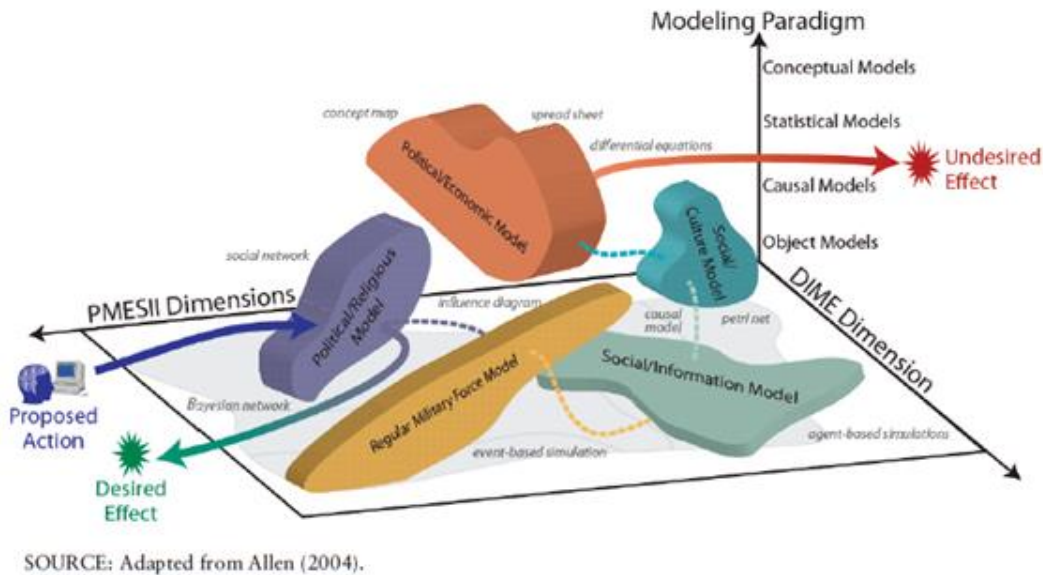 Modeling Paradigm
Conceptual Models
concept map
spread sheet
Statistical Models
differential equations
Undesired
Effect
Political/Economic Model
Causal Models
Social/
Culture Model
Object Models
social network
PMESII Dimensions
Political/Religious
Model
influence diagram
causal
model
petri net
DIME Dimension
Proposed
Action
Bayesian network
Regular Military Force Model
Social/Information Model
agent-based simulations
event-based simulation
Desired
Effect
SOURCE: Adapted from Allen (2004).